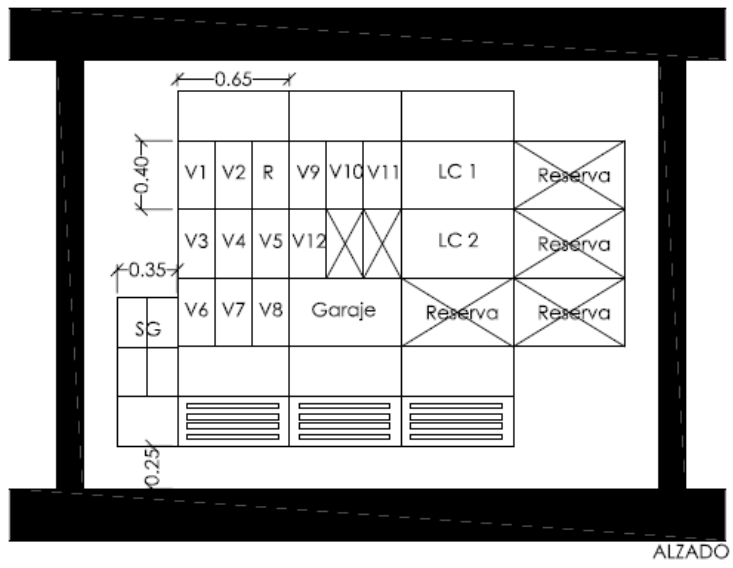 0.65
0.40
V1 V2 R V9 V10 V11 LC 1 Reserva
V3 V4 V5 V12 LC 2 Reserva
0.35
V6 V7 V8 Garaje Reserva Reserva
SG
0.25
ALZADO